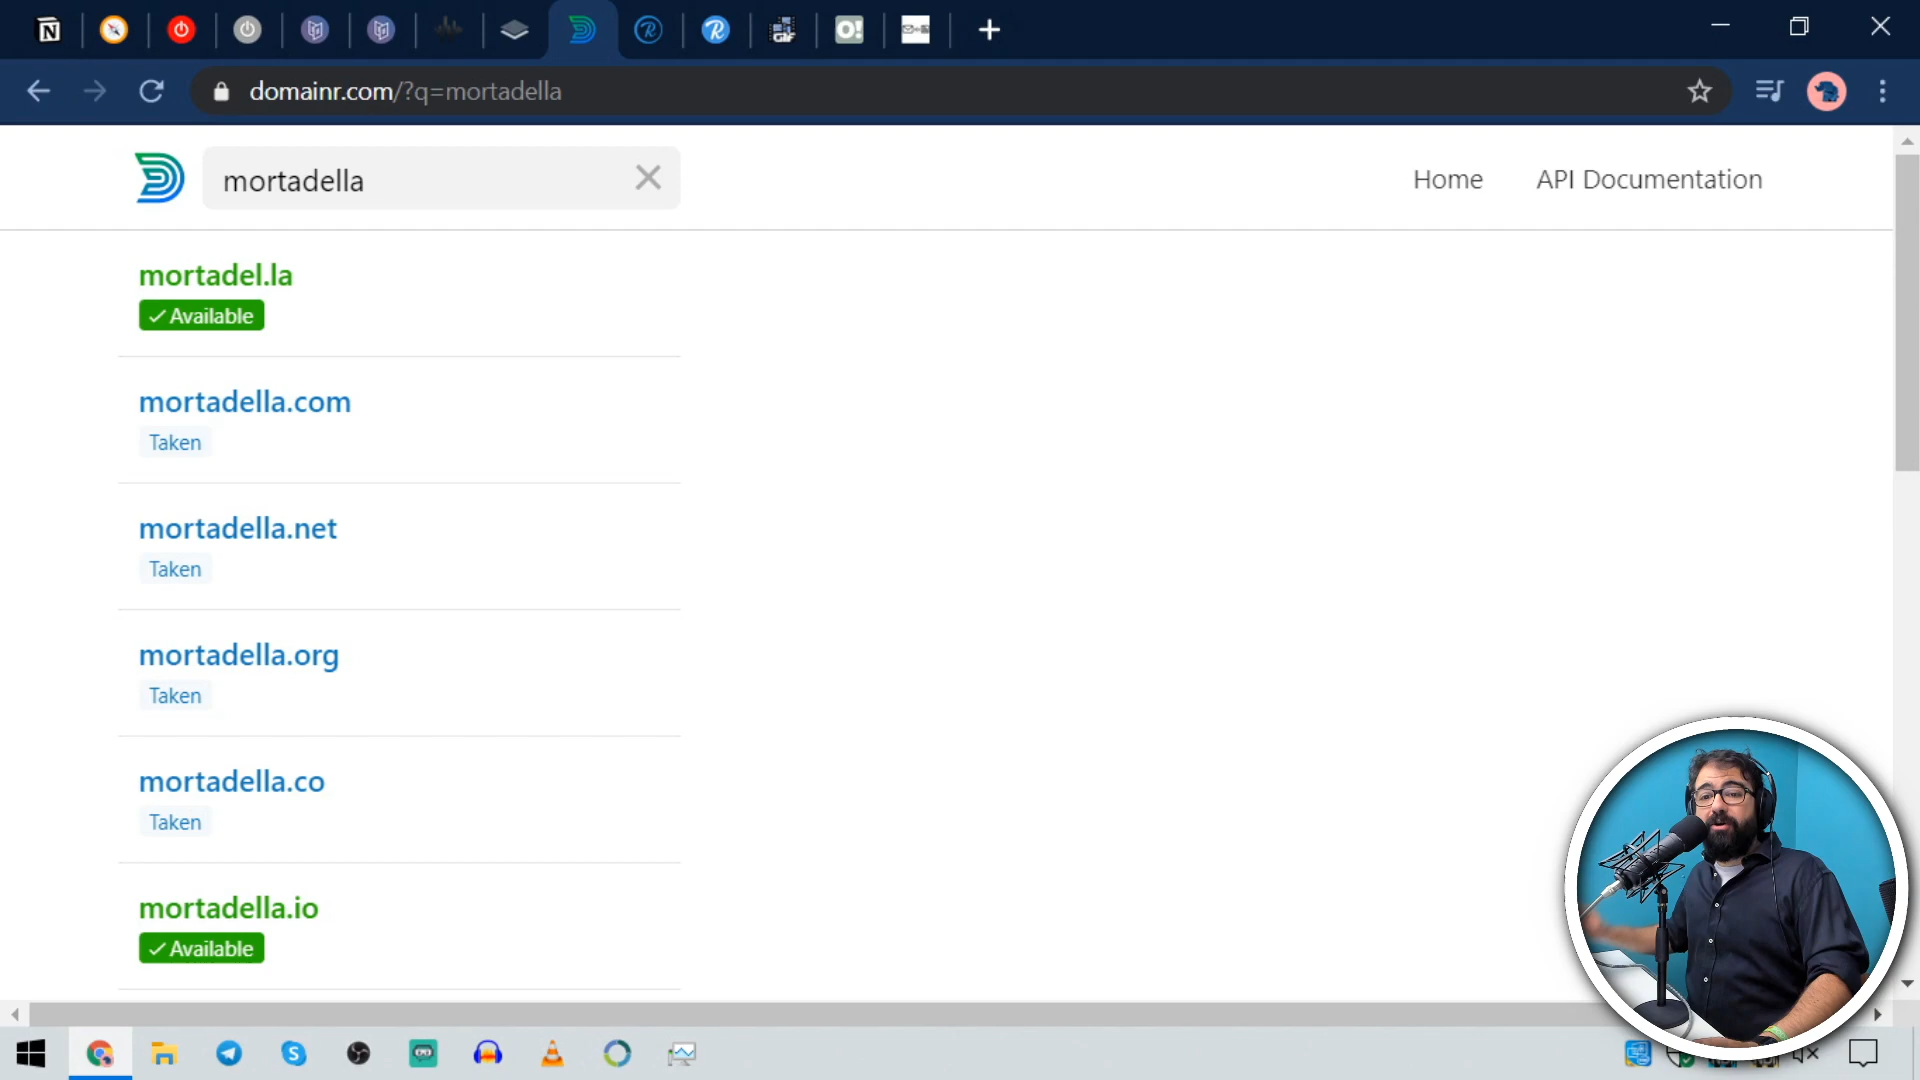 domainr.com/?q=mortadella
mortadella
Home
API Documentation
mortadel.la
Available
mortadella.com
Taken
mortadella.net
Taken
mortadella.org
Taken
mortadella.co
Taken
mortadella.io
Available